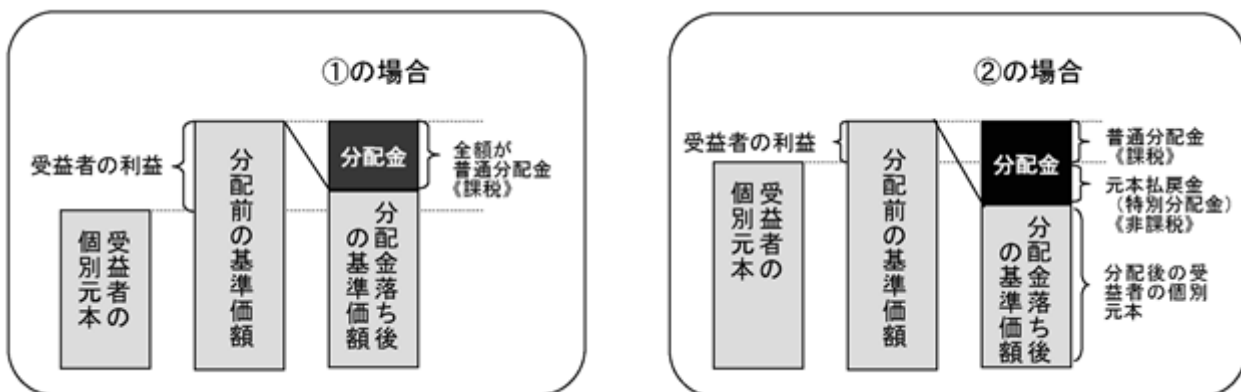 ①の場合
受益者の利益
受益者の
個別元本
分配前の基準価額
分配金
分配金落ち後
の基準価額
全額が
普通分配金
《課税》
②の場合
受益者の利益
受益者の
個別元本
分配前の基準価額
分配金
分配金落ち後
の基準価額
普通分配金
《課税》
元本払戻金
（特別分配金）
《非課税》
分配後の受
益者の個別
元本